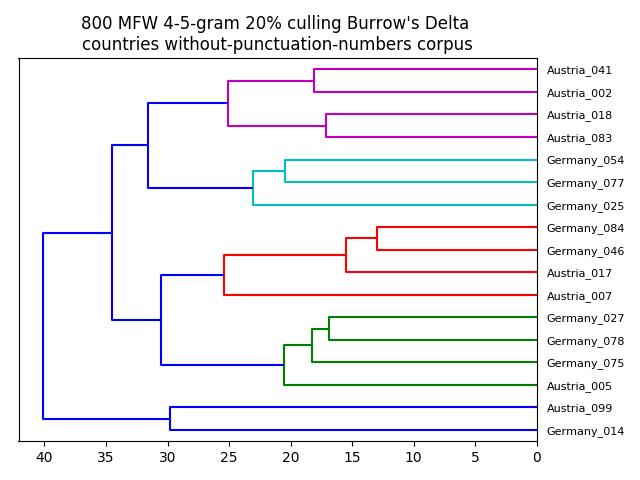 800 MFW 4-5-gram 20% culling Burrow's Delta
countries without-punctuation-numbers corpus
Austria_041
Austria_002
Austria_018
Austria_083
Germany_054
Germany_077
Germany_025
Germany_084
Germany_046
Austria_017
Austria_007
Germany_027
Germany_078
Germany_075
Austria_005
Austria_099
Germany_014
40 35 30 25 20 15 10 5 0